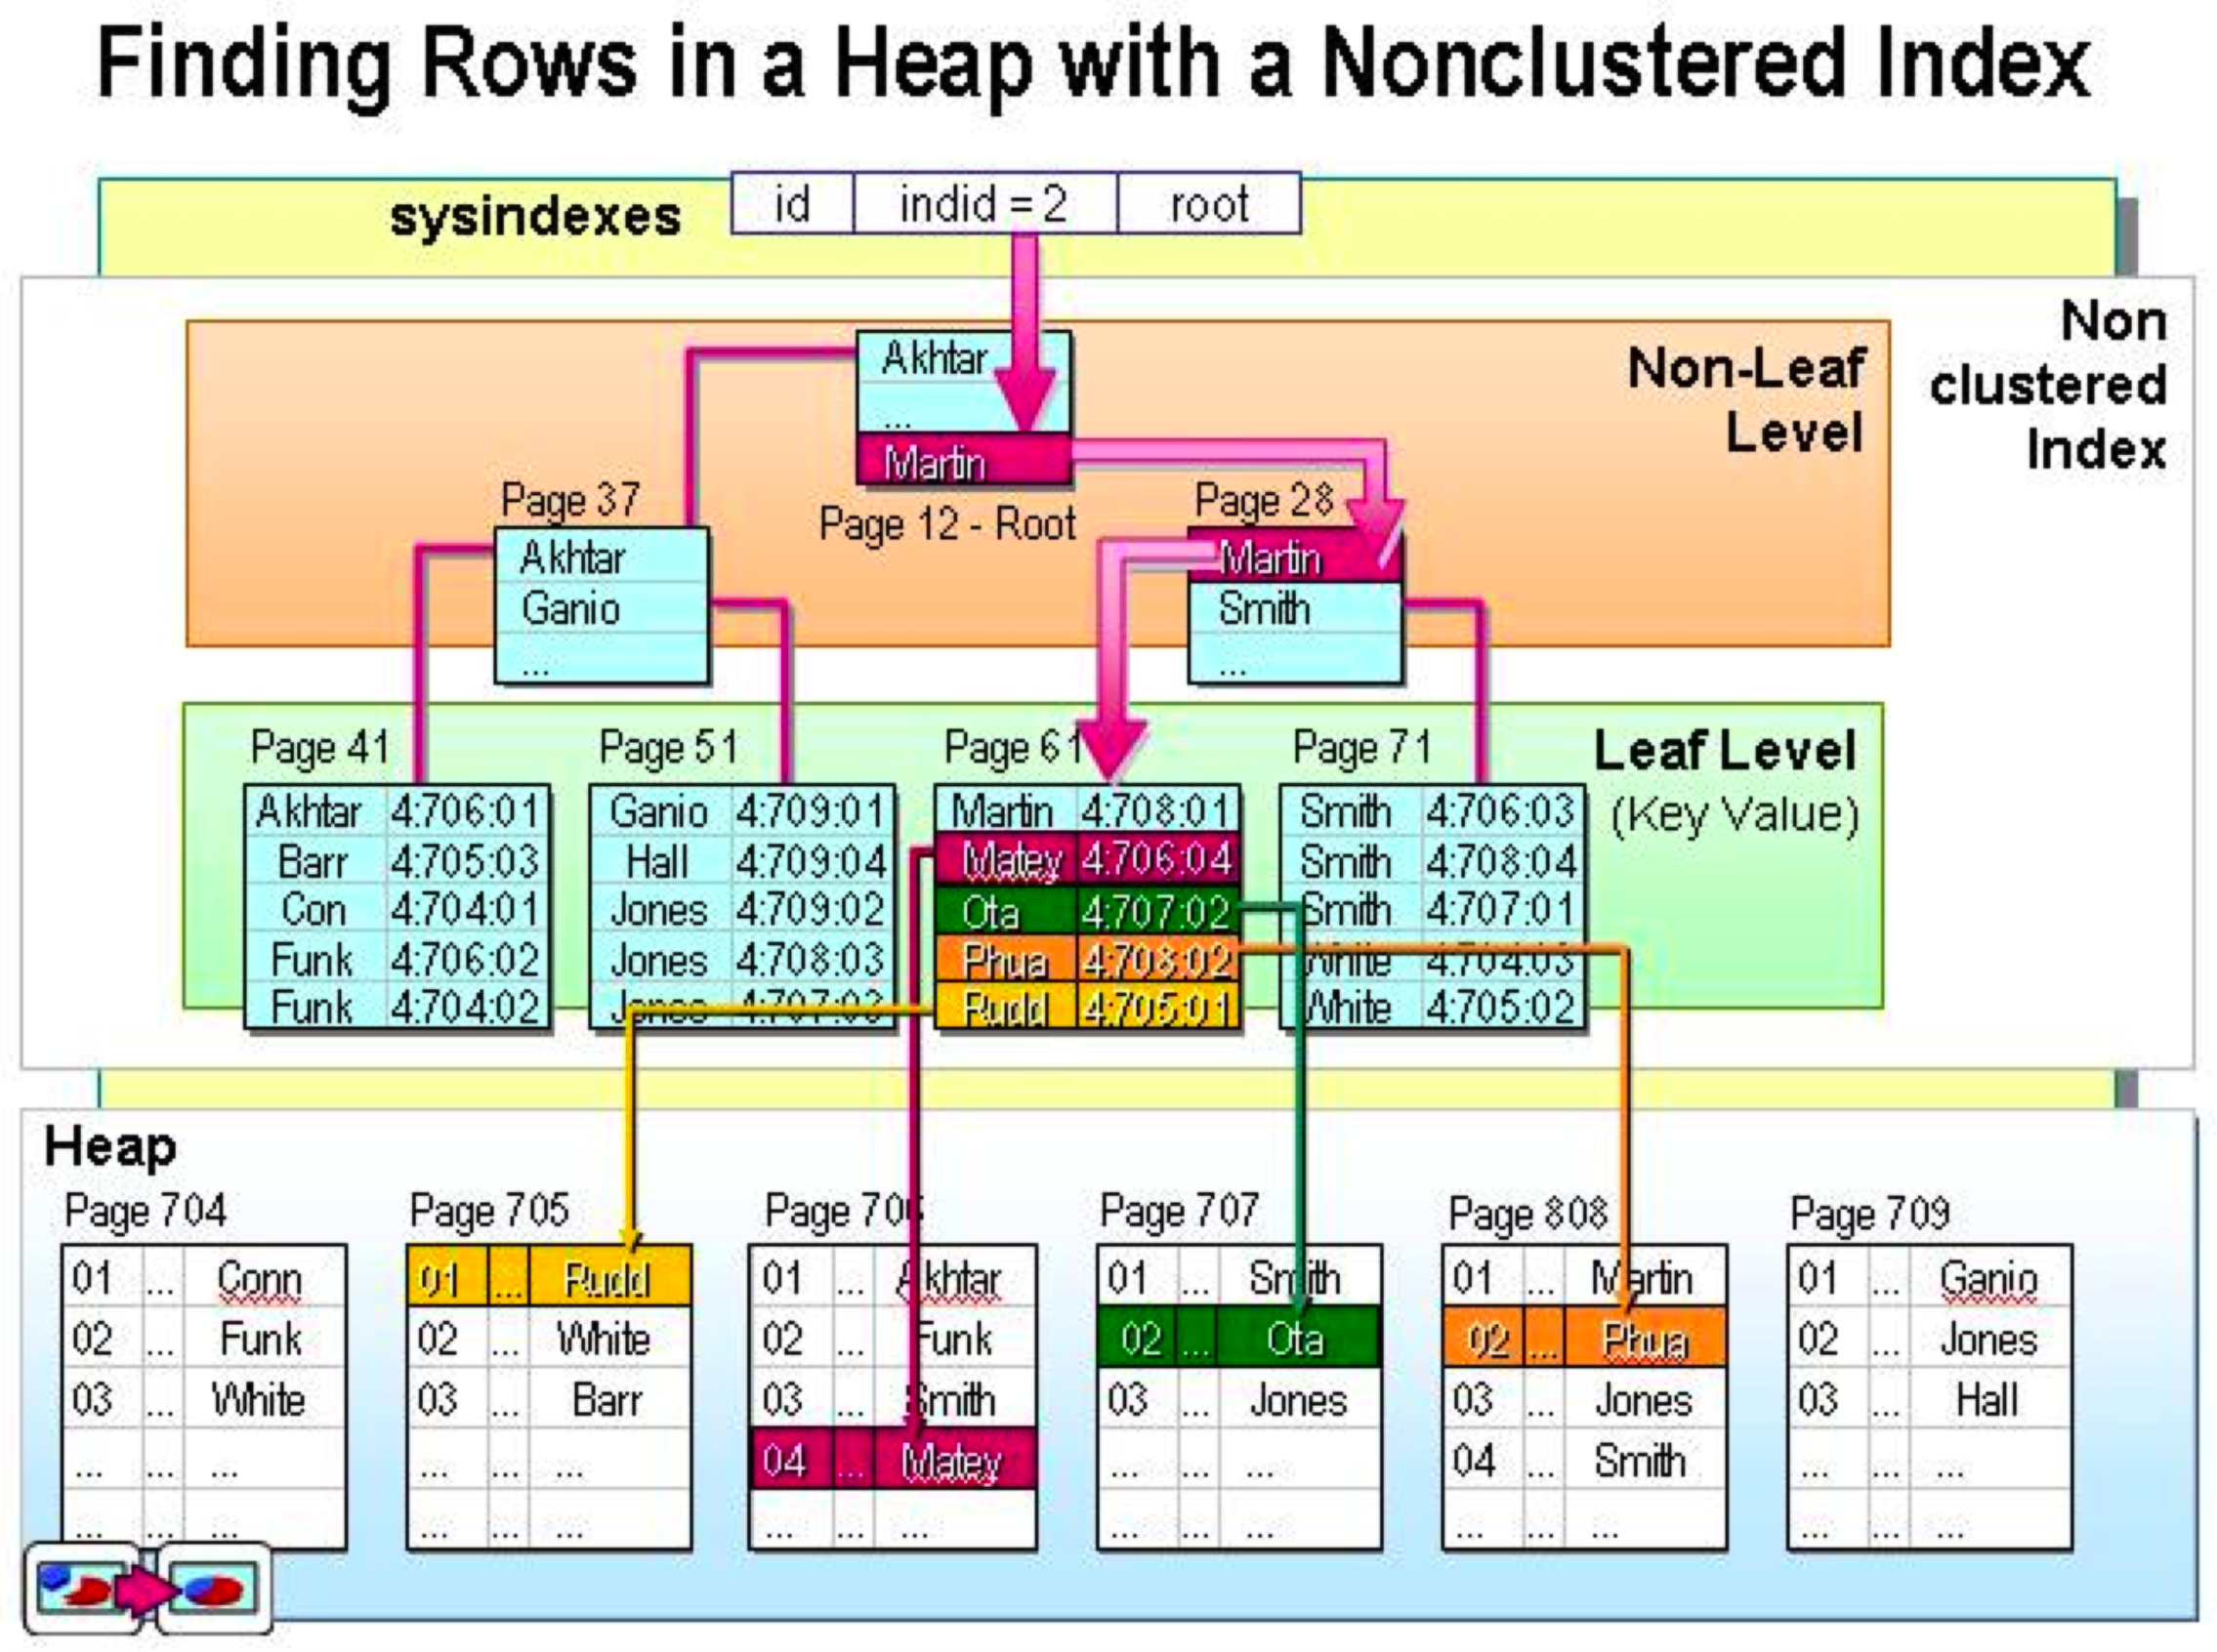 Finding Rows in a Heap with a Nonclustered Index
sysindexes
id indid = 2 root
Non
clustered
Index
Non-Leaf
Level
Akhtar
...
Martin
Page 12 - Root
Page 37
Akhtar
Ganio
...
Page 28
Martin
Smith
...
Leaf Level
(Key Value)
Page 41
Akhtar 4:706:01
Barr 4:705:03
Con 4:704:01
Funk 4:706:02
Funk 4:704:02
Page 51
Ganio 4:709:01
Hall 4:709:04
Jones 4:709:02
Jones 4:708:03
Jones 4:707:03
Page 61
Martin 4:708:01
Matey 4:706:04
Ota 4:707:02
Phua 4:708:02
Rudd 4:705:01
Page 71
Smith 4:706:03
Smith 4:708:04
Smith 4:707:01
White 4:704:03
White 4:705:02
Heap
Page 704
01 ... Conn
02 ... Funk
03 ... White
... ... ...
... ... ...
Page 705
01 ... Rudd
02 ... White
03 ... Barr
... ... ...
... ... ...
Page 706
01 ... Akhtar
02 ... Funk
03 ... Smith
04 ... Matey
... ... ...
Page 707
01 ... Smith
02 ... Ota
03 ... Jones
... ... ...
... ... ...
Page 808
01 ... Martin
02 ... Phua
03 ... Jones
04 ... Smith
... ... ...
Page 709
01 ... Ganio
02 ... Jones
03 ... Hall
... ... ...
... ... ...